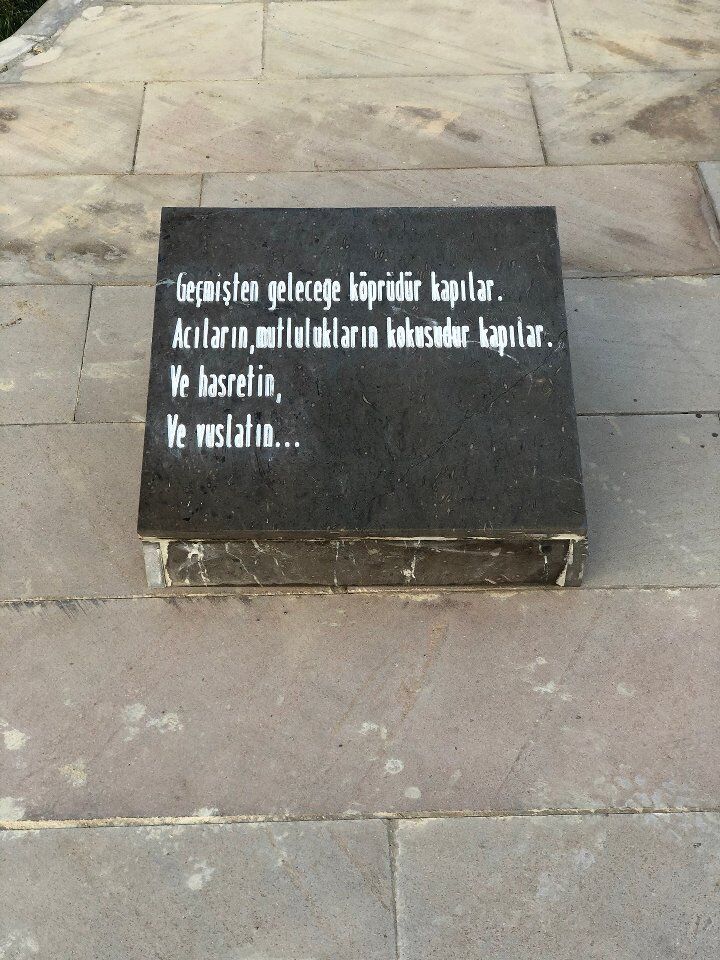 Geçmişten geleceğe köprüdür kapılar.
Acıların,mutlulukların kokusudur kapılar.
Ve hasretin,
Ve vuslatın...